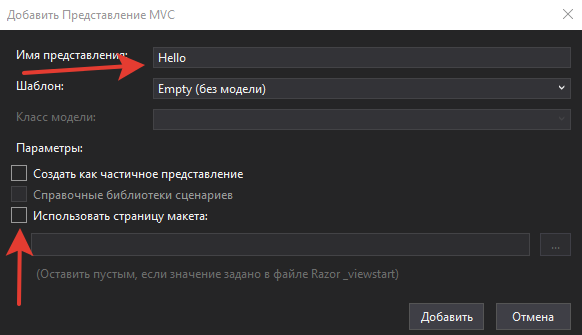 Добавить Представление MVC
Имя представления: Hello
Шаблон: Empty (без модели)
Класс модели:
Параметры:
Создать как частичное представление
Справочные библиотеки сценариев
Использовать страницу макета:
...
(Оставить пустым, если значение задано в файле Razor _viewstart)
Добавить Отмена